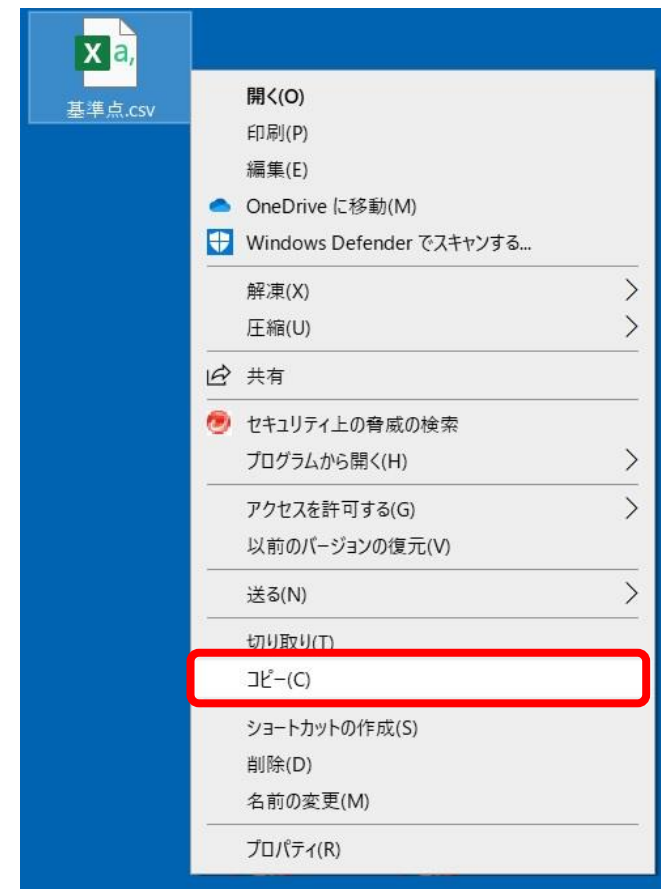 基準点.csv
開く(O)
印刷(P)
編集(E)
OneDrive に移動(M)
Windows Defender でスキャンする...
解凍(X)
圧縮(U)
共有
セキュリティ上の脅威の検索
プログラムから開く(H)
アクセスを許可する(G)
以前のバージョンの復元(V)
送る(N)
切り取り(T)
コピー(C)
ショートカットの作成(S)
削除(D)
名前の変更(M)
プロパティ(R)